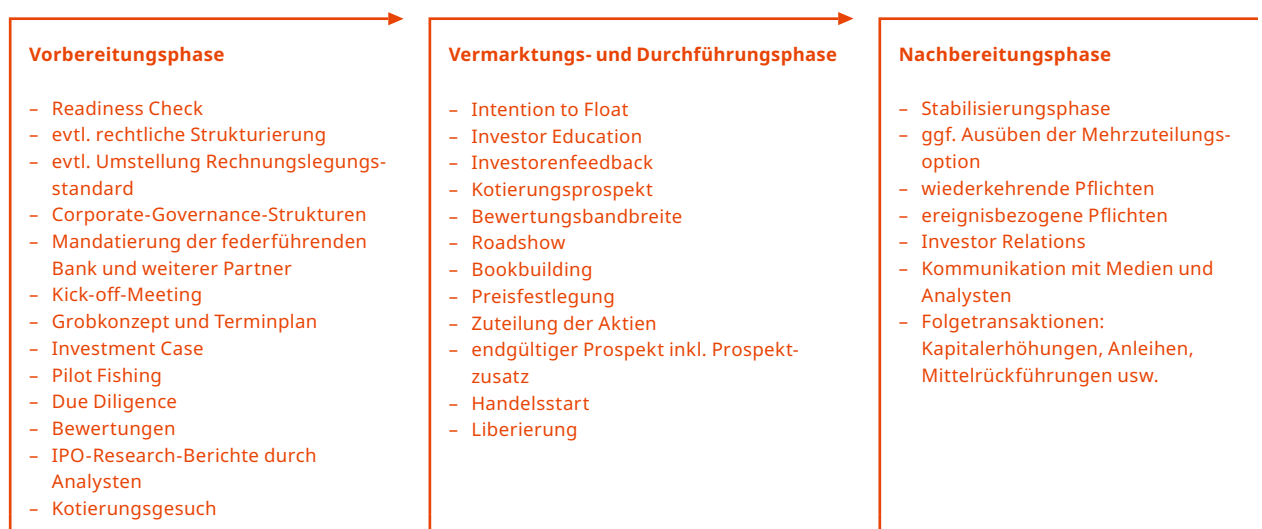 Vorbereitungsphase
– Readiness Check
– evtl. rechtliche Strukturierung
– evtl. Umstellung Rechnungslegungs-
standard
– Corporate-Governance-Strukturen
– Mandatierung der federführenden
Bank und weiterer Partner
– Kick-off-Meeting
– Grobkonzept und Terminplan
– Investment Case
– Pilot Fishing
– Due Diligence
– Bewertungen
– IPO-Research-Berichte durch
Analysten
– Kotierungsgesuch
Vermarktungs- und Durchführungsphase
– Intention to Float
– Investor Education
– Investorenfeedback
– Kotierungsprospekt
– Bewertungsbandbreite
– Roadshow
– Bookbuilding
– Preisfestlegung
– Zuteilung der Aktien
– endgültiger Prospekt inkl. Prospekt-
zusatz
– Handelsstart
– Liberierung
Nachbereitungsphase
– Stabilisierungsphase
– ggf. Ausüben der Mehrzuteilungs-
option
– wiederkehrende Pflichten
– ereignisbezogene Pflichten
– Investor Relations
– Kommunikation mit Medien und
Analysten
– Folgetransaktionen:
Kapitalerhöhungen, Anleihen,
Mittelrückführungen usw.